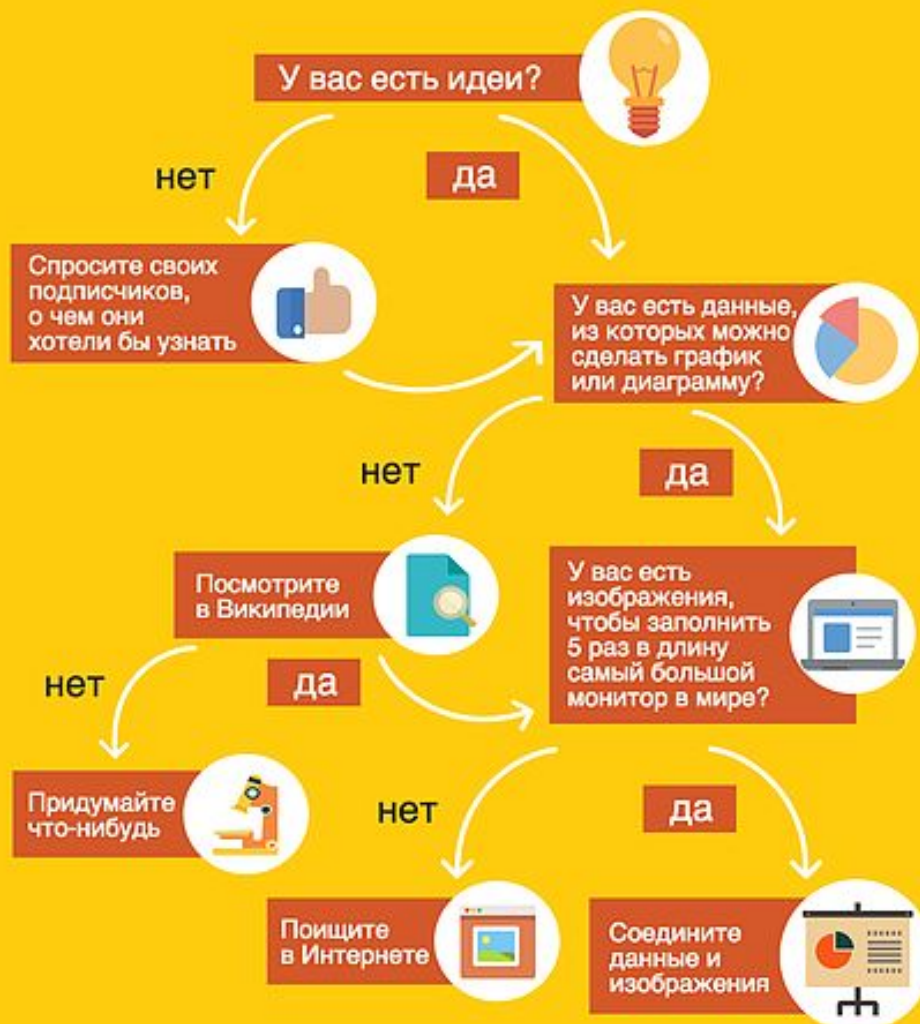 У вас есть идеи?
нет
да
Спросите своих
подписчиков,
о чем они
хотели бы узнать
У вас есть данные,
из которых можно
сделать график
или диаграмму?
нет
да
Посмотрите
в Википедии
У вас есть
изображения,
чтобы заполнить
5 раз в длину
самый большой
монитор в мире?
нет
да
Придумайте
что-нибудь
нет
да
Поищите
в Интернете
Соедините
данные и
изображения